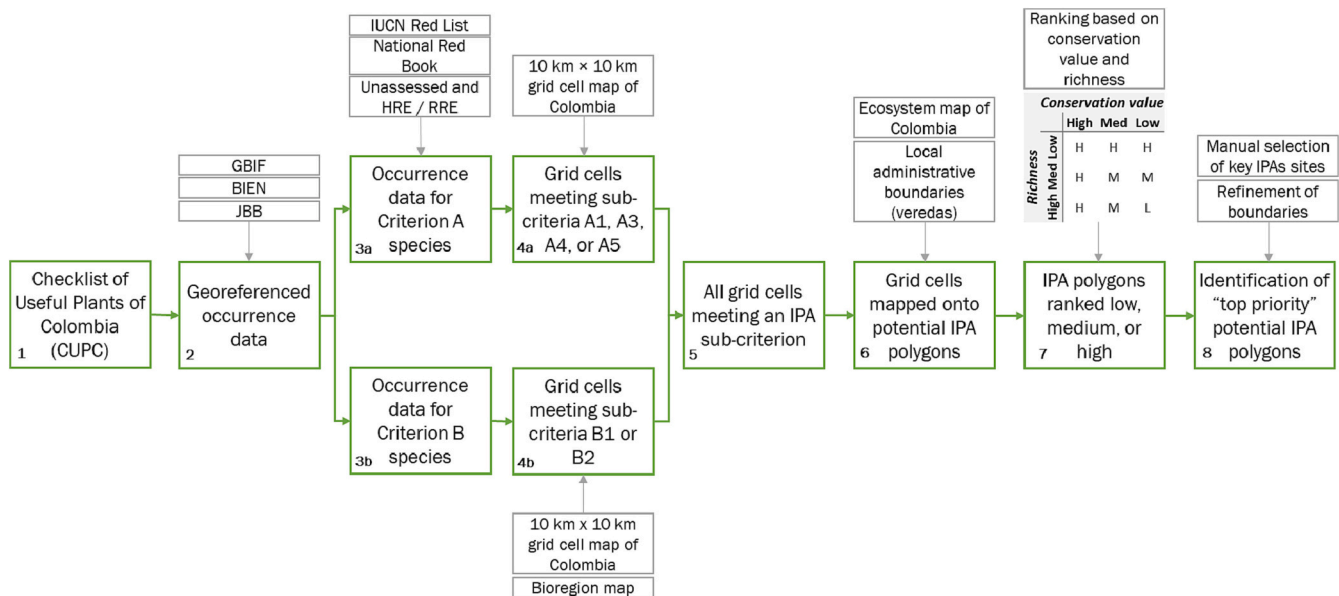 IUCN Red List
National Red
Book
Unassessed and
HRE / RRE
10 km × 10 km
grid cell map of
Colombia
Ranking based on
conservation
value and
richness
Conservation value
High Med Low
Richness
High Med Low
H H H
H M M
H M L
Ecosystem map of
Colombia
Local
administrative
boundaries
(veredas)
Manual selection
of key IPAs sites
Refinement of
boundaries
GBIF
BIEN
JBB
Checklist of
Useful Plants of
Colombia
(CUPC)
1
Georeferenced
occurrence
data
2
Occurrence
data for
Criterion A
species
3a
Grid cells
meeting sub-
criteria A1, A3,
A4, or A5
4a
Occurrence
data for
Criterion B
species
3b
Grid cells
meeting sub-
criteria B1 or
B2
4b
10 km x 10 km
grid cell map of
Colombia
Bioregion map
All grid cells
meeting an IPA
sub-criterion
5
Grid cells
mapped onto
potential IPA
polygons
6
IPA polygons
ranked low,
medium, or
high
7
Identification of
“top priority”
potential IPA
polygons
8